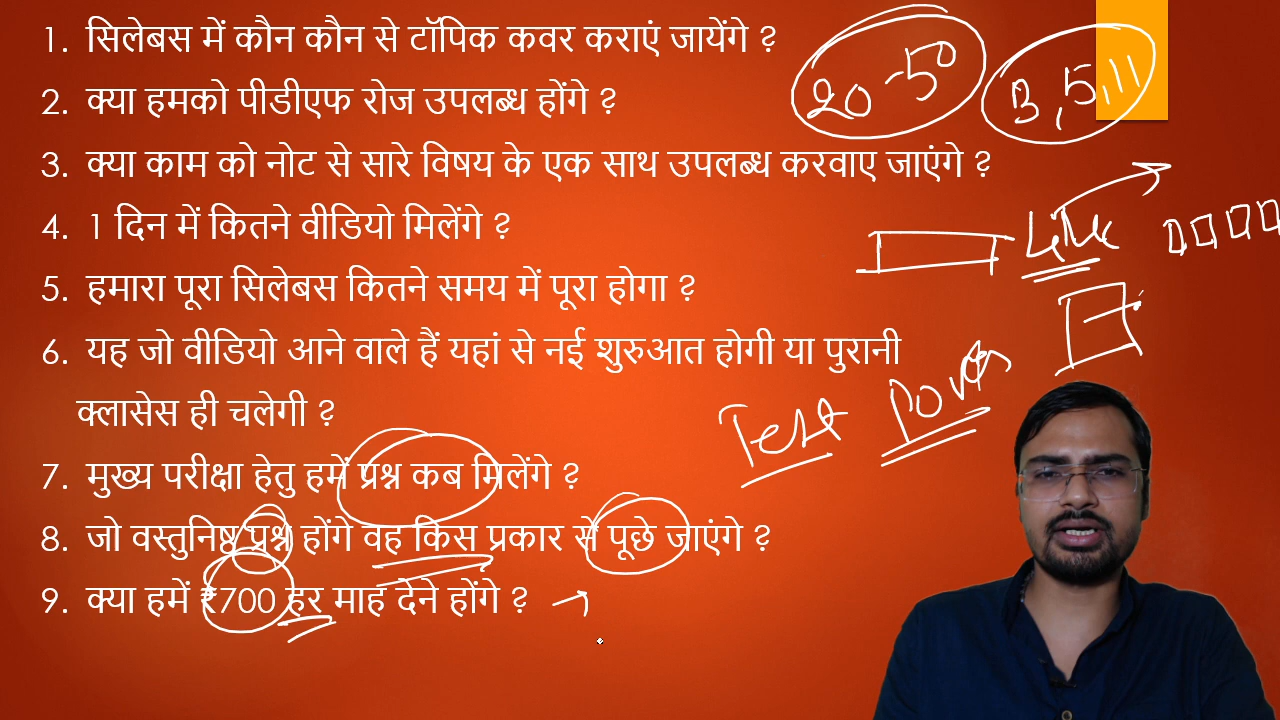 1. सिलेबस में कौन कौन से टॉपिक कवर कराएं जायेंगे ?
20-50
3, 5, 11
2. क्या हमको पीडीएफ रोज उपलब्ध होंगे ?
3. क्या काम को नोट से सारे विषय के एक साथ उपलब्ध करवाए जाएंगे ?
4. 1 दिन में कितने वीडियो मिलेंगे ?
5. हमारा पूरा सिलेबस कितने समय में पूरा होगा ?
6. यह जो वीडियो आने वाले हैं यहां से नई शुरुआत होगी या पुरानी
क्लासेस ही चलेगी ?
Test
7. मुख्य परीक्षा हेतु हमें प्रश्न कब मिलेंगे ?
8. जो वस्तुनिष्ठ प्रश्न होंगे वह किस प्रकार से पूछे जाएंगे ?
9. क्या हमें ₹700 हर माह देने होंगे ?